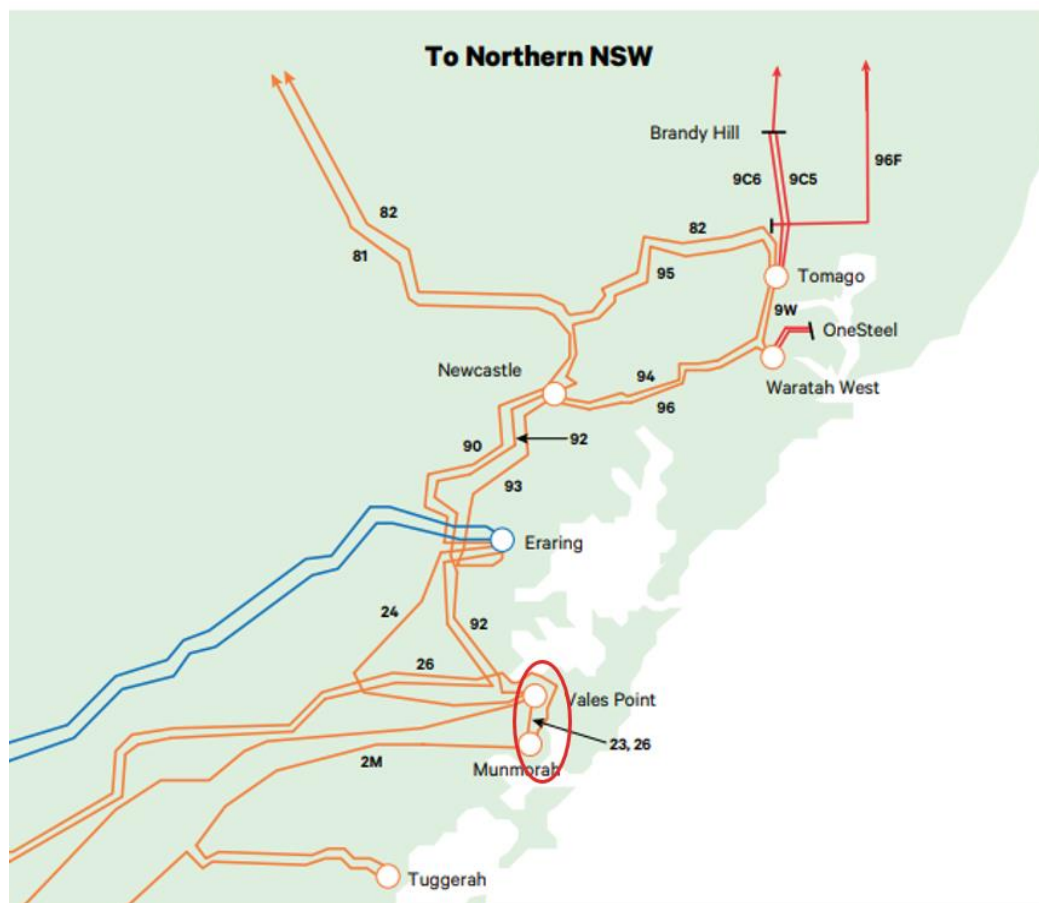 To Northern NSW
Brandy Hill
96F
9C6
9C5
82
82
81
95
Tomago
9W
OneSteel
Newcastle
94
Waratah West
96
90
92
93
Eraring
24
92
26
Vales Point
23, 26
2M
Munmorah
Tuggerah